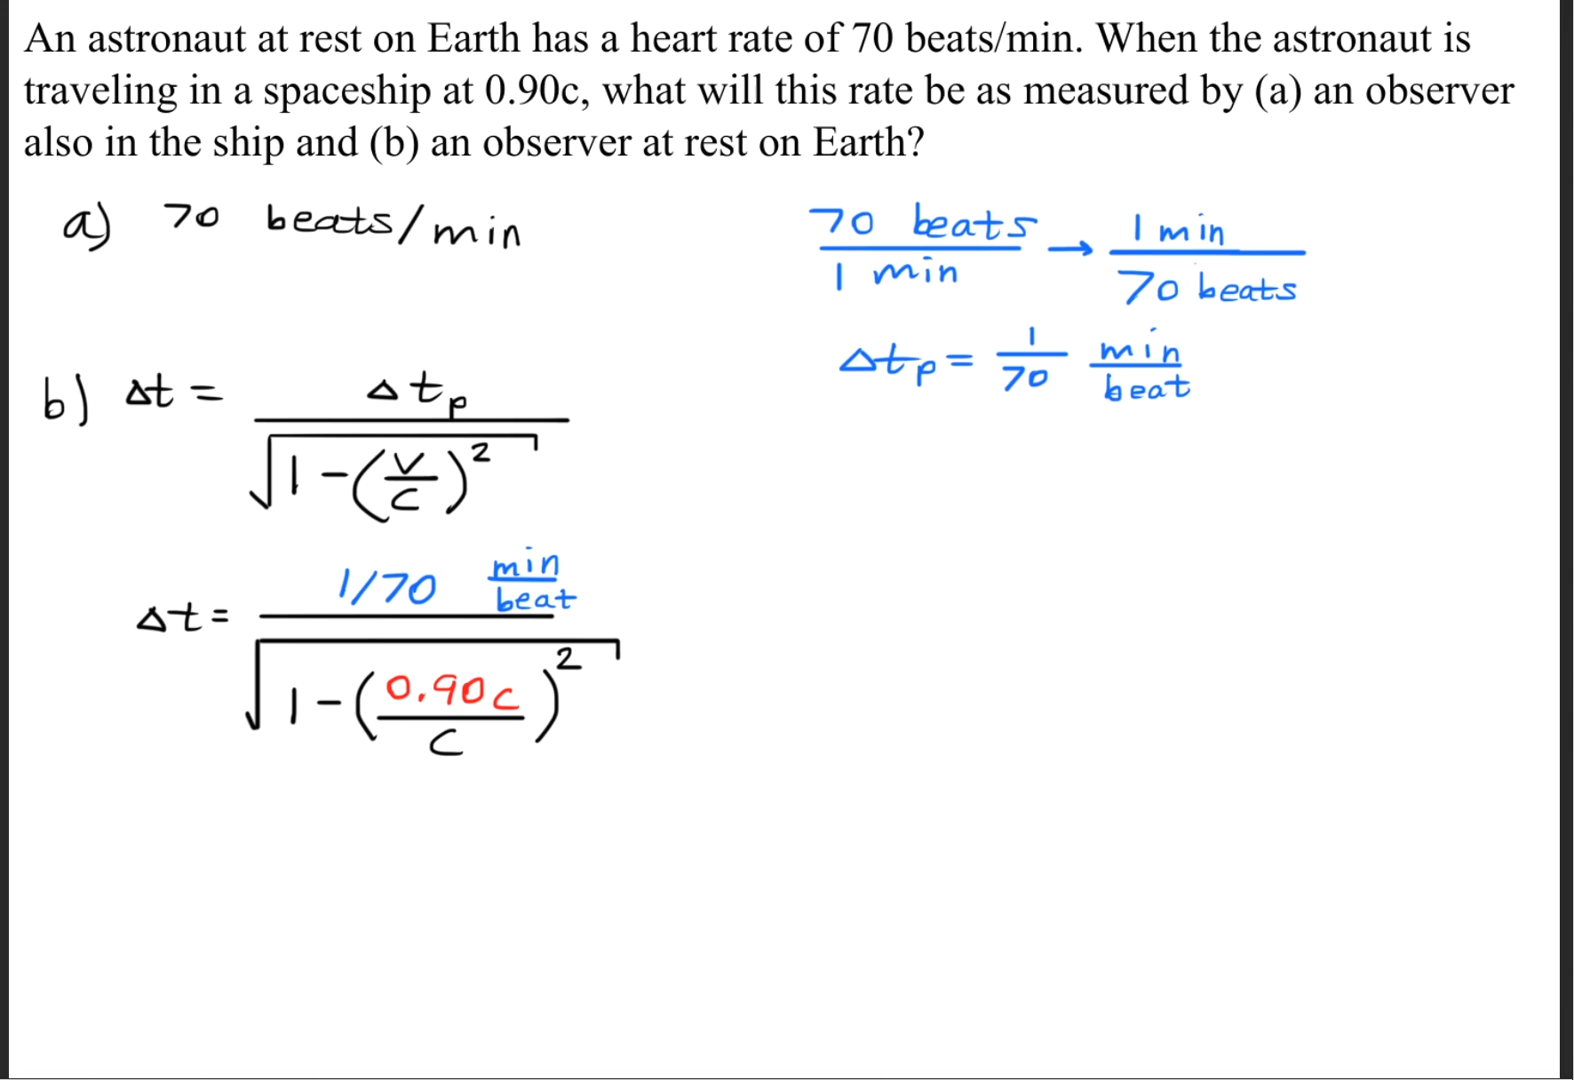 An astronaut at rest on Earth has a heart rate of 70 beats/min. When the astronaut is
traveling in a spaceship at 0.90c, what will this rate be as measured by (a) an observer
also in the ship and (b) an observer at rest on Earth?
a) 70 beats/min
70 beats / 1 min → 1 min / 70 beats
Δtp = 1/70 min/beat
b) Δt = Δtp / √(1-(v/c)²)
Δt = 1/70 min/beat / √(1-(0.90c/c)²)